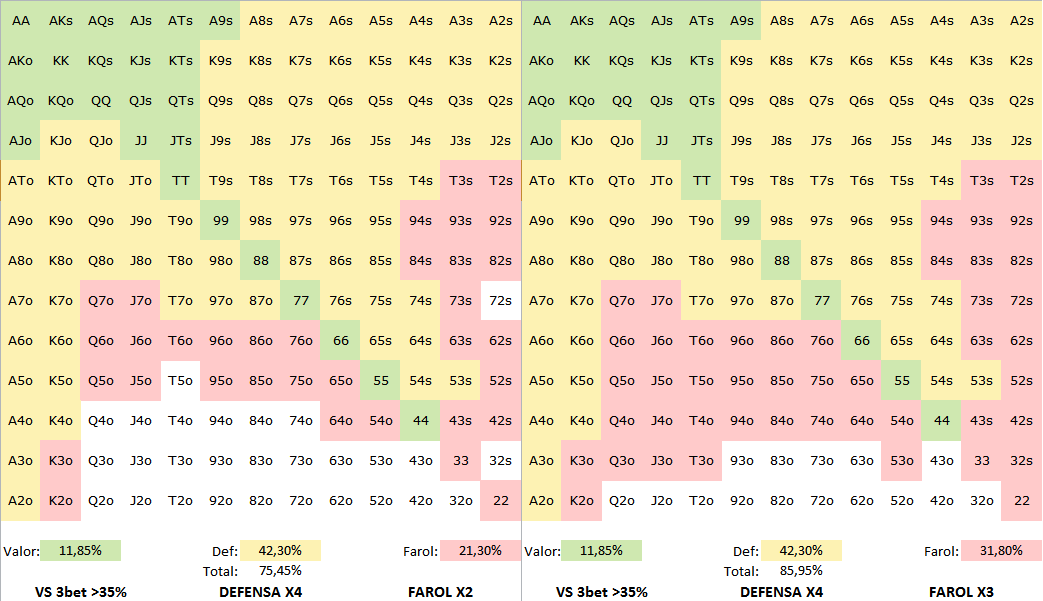 AA AKs AQs AJs ATs A9s A8s A7s A6s A5s A4s A3s A2s AA AKs AQs AJs ATs A9s A8s A7s A6s A5s A4s A3s A2s
AKo KK KQs KJs KTs K9s K8s K7s K6s K5s K4s K3s K2s AKo KK KQs KJs KTs K9s K8s K7s K6s K5s K4s K3s K2s
AQo KQo QQ QJs QTs Q9s Q8s Q7s Q6s Q5s Q4s Q3s Q2s AQo KQo QQ QJs QTs Q9s Q8s Q7s Q6s Q5s Q4s Q3s Q2s
AJo KJo QJo JJ JTs J9s J8s J7s J6s J5s J4s J3s J2s AJo KJo QJo JJ JTs J9s J8s J7s J6s J5s J4s J3s J2s
ATo KTo QTo JTo TT T9s T8s T7s T6s T5s T4s T3s T2s ATo KTo QTo JTo TT T9s T8s T7s T6s T5s T4s T3s T2s
A9o K9o Q9o J9o T9o 99 98s 97s 96s 95s 94s 93s 92s A9o K9o Q9o J9o T9o 99 98s 97s 96s 95s 94s 93s 92s
A8o K8o Q8o J8o T8o 98o 88 87s 86s 85s 84s 83s 82s A8o K8o Q8o J8o T8o 98o 88 87s 86s 85s 84s 83s 82s
A7o K7o Q7o J7o T7o 97o 87o 77 76s 75s 74s 73s 72s A7o K7o Q7o J7o T7o 97o 87o 77 76s 75s 74s 73s 72s
A6o K6o Q6o J6o T6o 96o 86o 76o 66 65s 64s 63s 62s A6o K6o Q6o J6o T6o 96o 86o 76o 66 65s 64s 63s 62s
A5o K5o Q5o J5o T5o 95o 85o 75o 65o 55 54s 53s 52s A5o K5o Q5o J5o T5o 95o 85o 75o 65o 55 54s 53s 52s
A4o K4o Q4o J4o T4o 94o 84o 74o 64o 54o 44 43s 42s A4o K4o Q4o J4o T4o 94o 84o 74o 64o 54o 44 43s 42s
A3o K3o Q3o J3o T3o 93o 83o 73o 63o 53o 43o 33 32s A3o K3o Q3o J3o T3o 93o 83o 73o 63o 53o 43o 33 32s
A2o K2o Q2o J2o T2o 92o 82o 72o 62o 52o 42o 32o 22 A2o K2o Q2o J2o T2o 92o 82o 72o 62o 52o 42o 32o 22
Valor: 11,85% Def: 42,30% Farol: 21,30% Valor: 11,85% Def: 42,30% Farol: 31,80%
Total: 75,45% Total: 85,95%
VS 3bet >35% DEFENSA X4 FAROL X2 VS 3bet >35% DEFENSA X4 FAROL X3